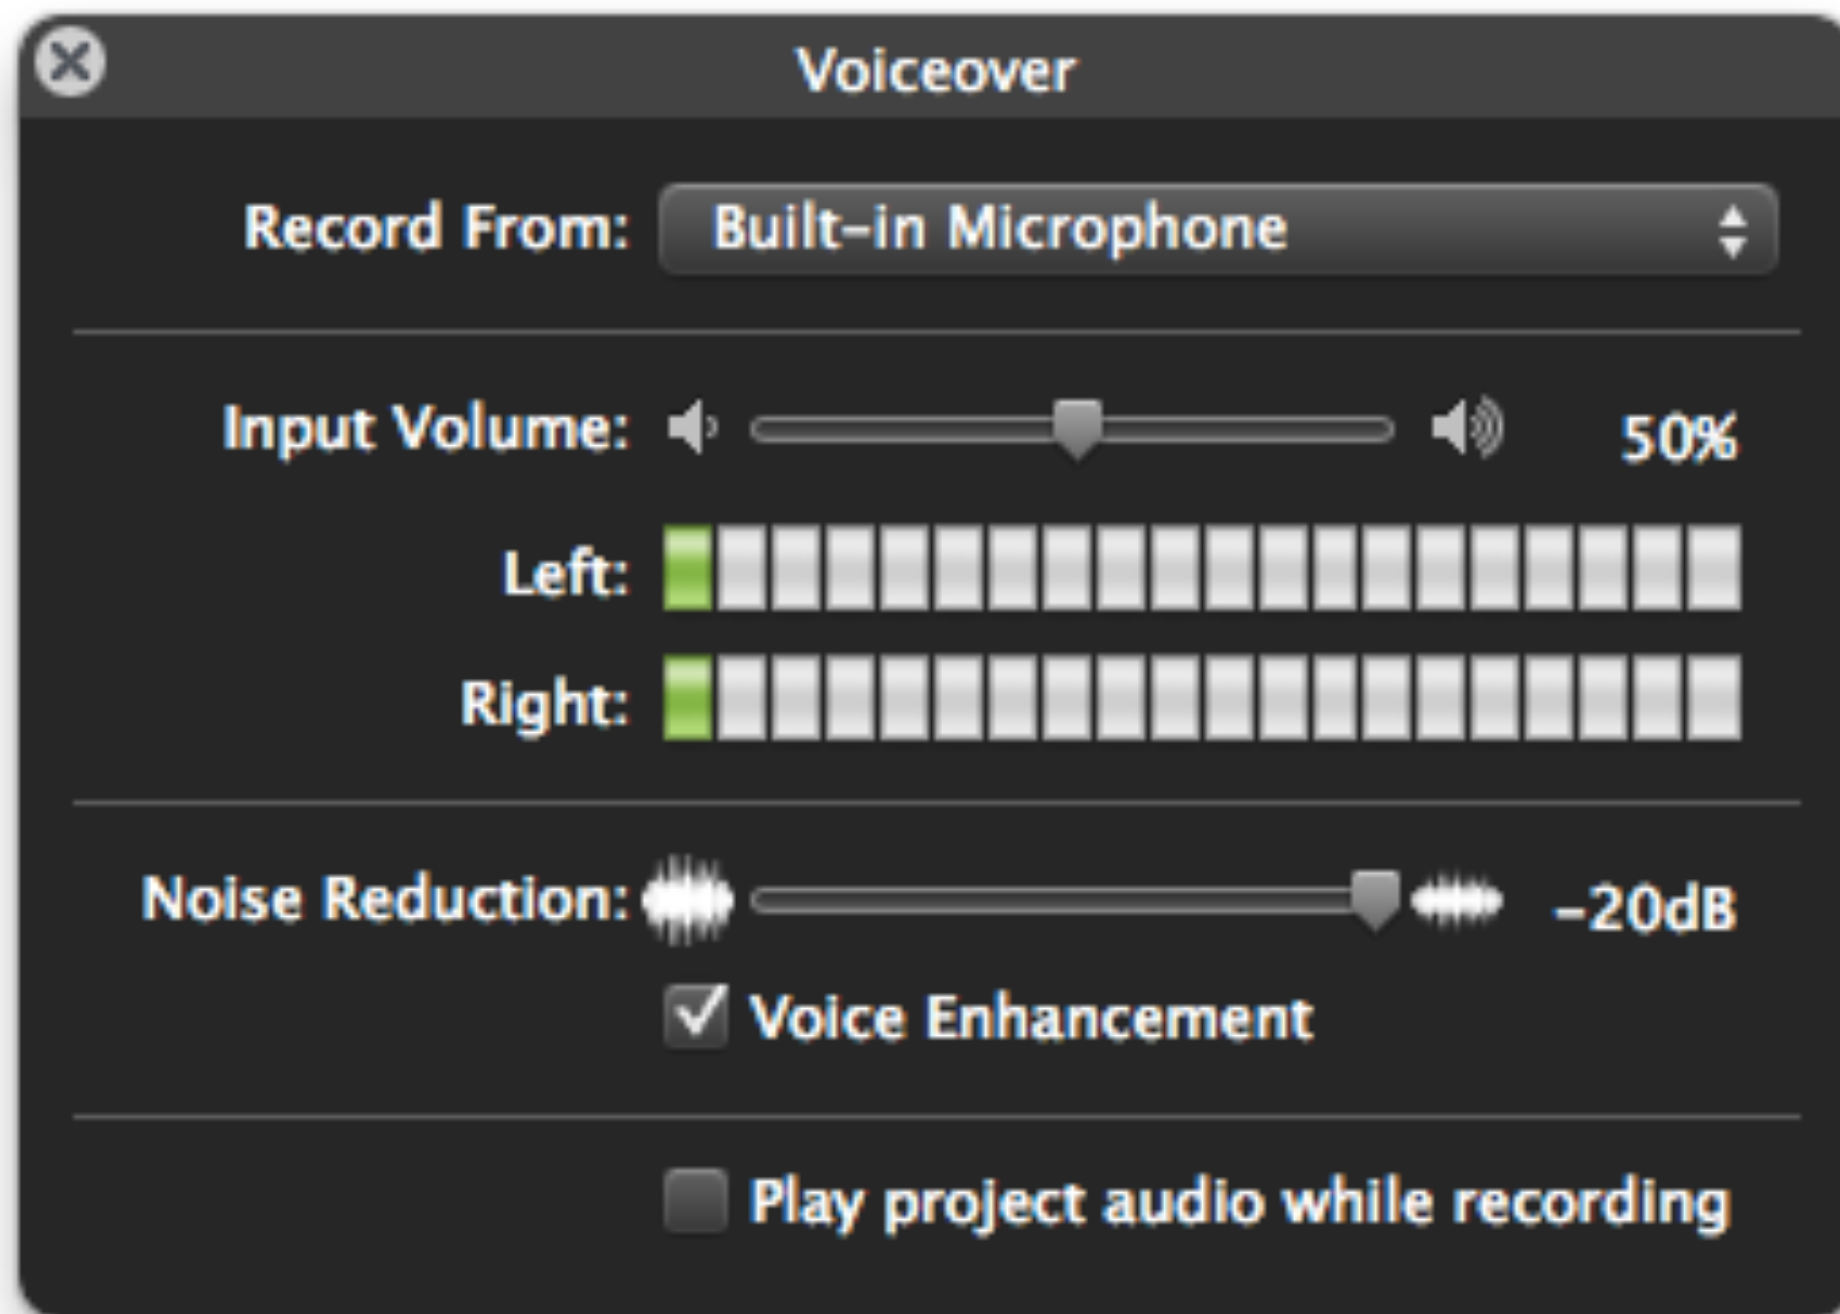 Voiceover
Record From: Built-in Microphone
Input Volume: 50%
Left:
Right:
Noise Reduction: -20dB
Voice Enhancement
Play project audio while recording